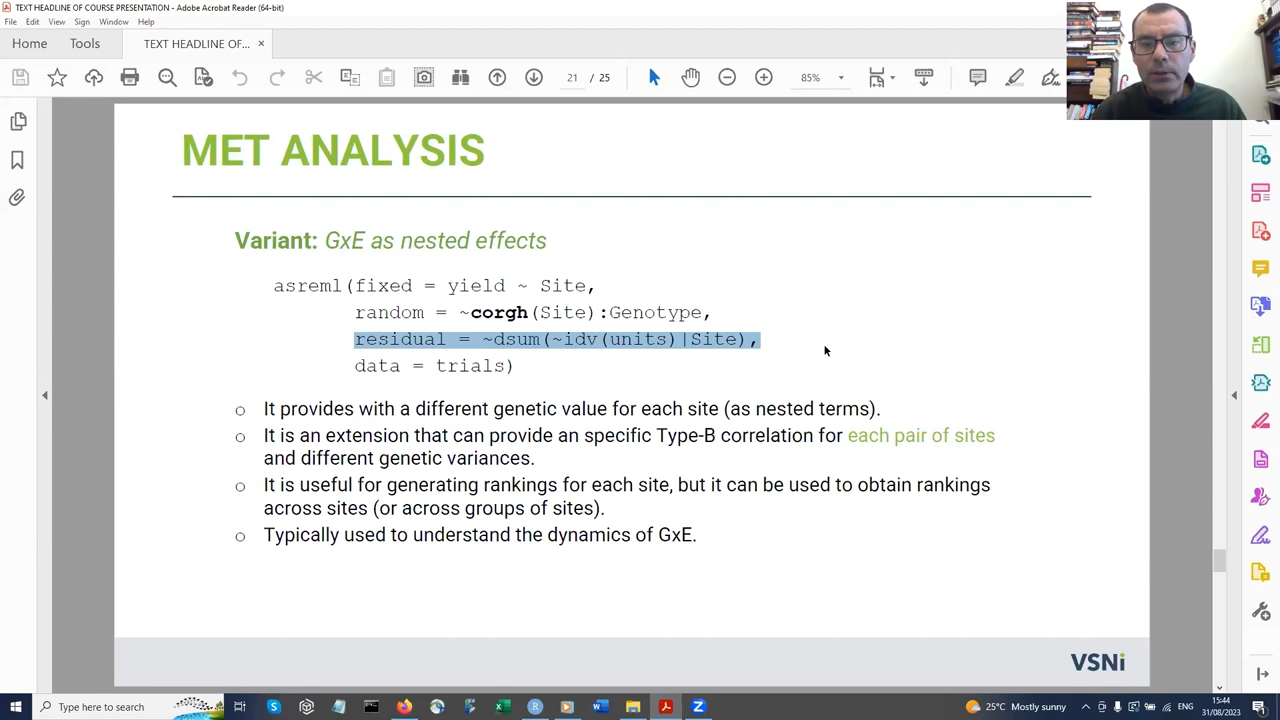 TEXT HEADLINE OF COURSE PRESENTATION - Adobe Acrobat Reader (64-bit)
File Edit View Sign Window Help
Home Tools TEXT HEADLINE OF... ×
21 / 25 85%
MET ANALYSIS
Variant: GxE as nested effects
asreml(fixed = yield ~ Site,
random = ~corgh(Site):Genotype,
residual = ~dsum(~idv(units)|Site),
data = trials)
It provides with a different genetic value for each site (as nested terms).
It is an extension that can provide an specific Type-B correlation for each pair of sites
and different genetic variances.
It is useful for generating rankings for each site, but it can be used to obtain rankings
across sites (or across groups of sites).
Typically used to understand the dynamics of GxE.
VSNi
Type here to search
25°C Mostly sunny
ENG
15:44
31/08/2023